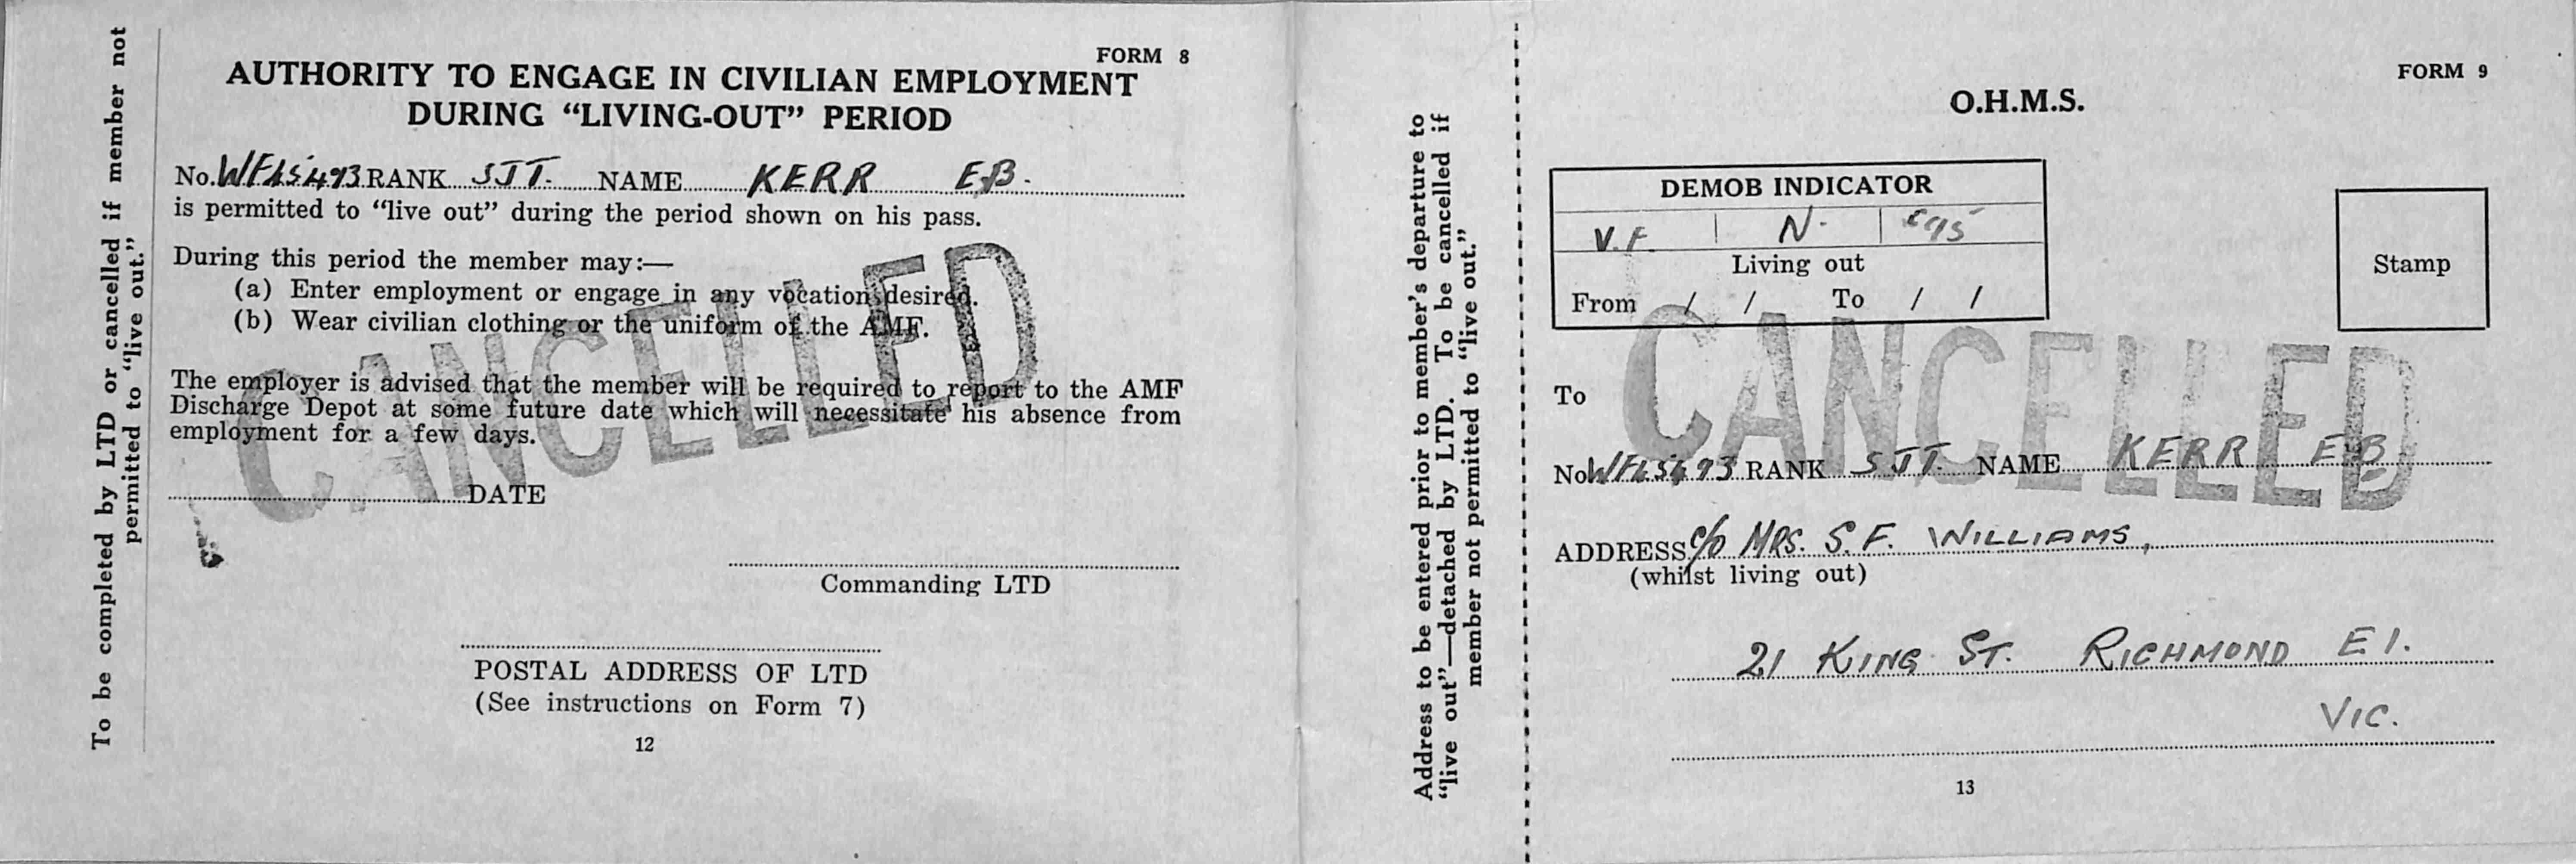 To be completed by LTD or cancelled if member not
permitted to "live out."
FORM 8
AUTHORITY TO ENGAGE IN CIVILIAN EMPLOYMENT
DURING "LIVING-OUT" PERIOD
No. RANK SJT. NAME KERR E.B.
is permitted to "live out" during the period shown on his pass.
During this period the member may:—
(a) Enter employment or engage in any vocation desired.
(b) Wear civilian clothing or the uniform of the AMF.
CANCELLED
The employer is advised that the member will be required to report to the AMF
Discharge Depot at some future date which will necessitate his absence from
employment for a few days.
DATE
Commanding LTD
POSTAL ADDRESS OF LTD
(See instructions on Form 7)
12
Address to be entered prior to member's departure to
"live out"—detached by LTD. To be cancelled if
member not permitted to "live out."
FORM 9
O.H.M.S.
DEMOB INDICATOR
V.F. N.
Living out
From / / To / /
Stamp
CANCELLED
To
No RANK SJT. NAME KERR E.B
ADDRESS c/o MRS. S.F. WILLIAMS,
(whilst living out)
21 KING ST. RICHMOND E1.
VIC.
13